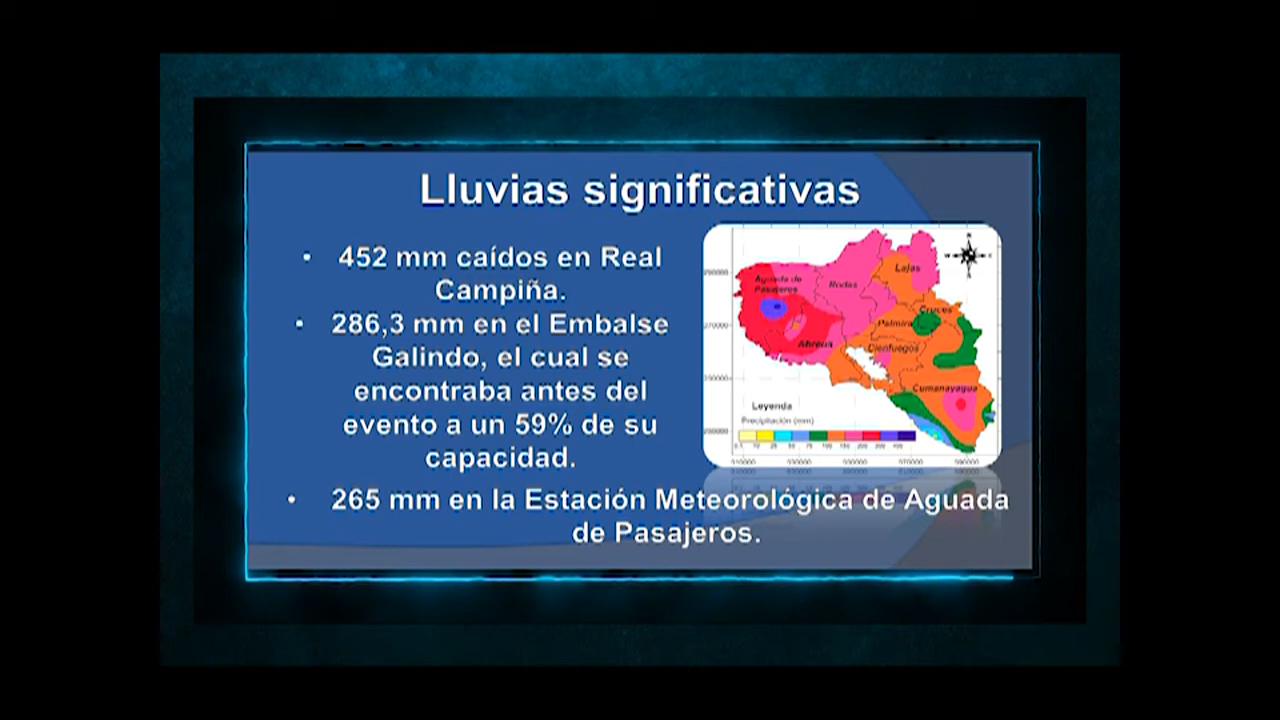 Lluvias significativas
• 452 mm caídos en Real
Campiña.
• 286,3 mm en el Embalse
Galindo, el cual se
encontraba antes del
evento a un 59% de su
capacidad.
• 265 mm en la Estación Meteorológica de Aguada
de Pasajeros.
Aguada de
Pasajeros
Rodas
Lajas
Cruces
Palmira
Abreus
Cienfuegos
Cumanayagua
Leyenda
Precipitación (mm)